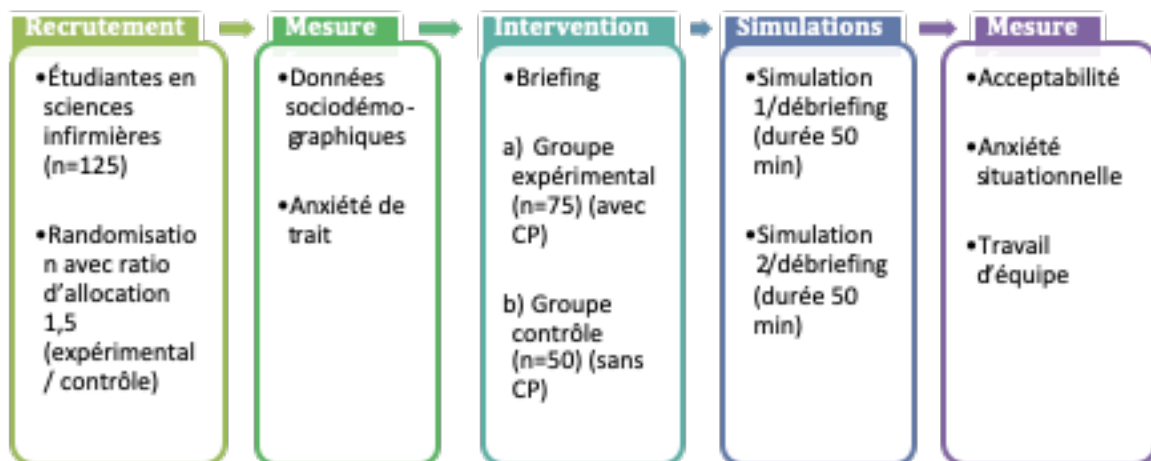 Recrutement
•Étudiantes en
sciences
infirmières
(n=125)
•Randomisatio
n avec ratio
d'allocation
1,5
(expérimental
/ contrôle)
Mesure
•Données
sociodémo-
graphiques
•Anxiété de
trait
Intervention
•Briefing
a) Groupe
expérimental
(n=75) (avec
CP)
b) Groupe
contrôle
(n=50) (sans
CP)
Simulations
•Simulation
1/débriefing
(durée 50
min)
•Simulation
2/débriefing
(durée 50
min)
Mesure
•Acceptabilité
•Anxiété
situationnelle
•Travail
d'équipe